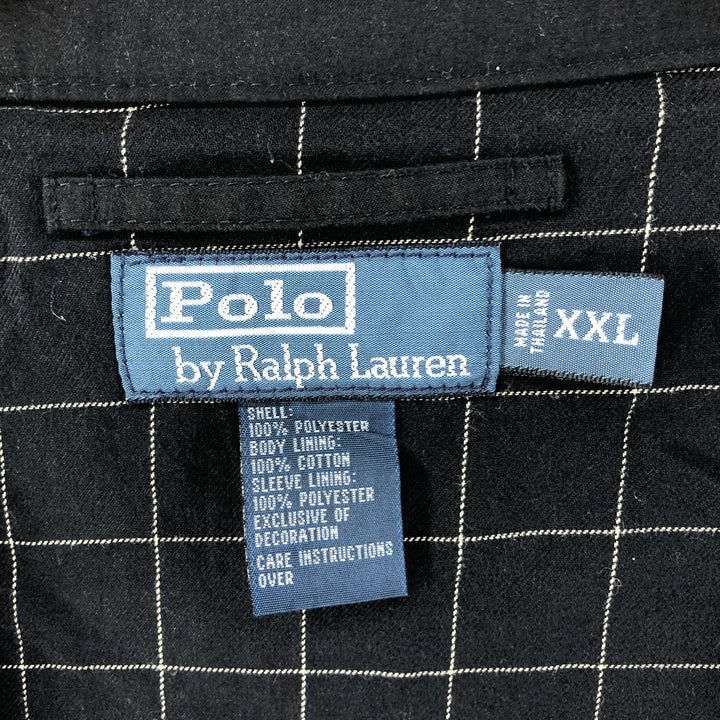 Polo
by Ralph Lauren
MADE IN
THAILAND
XXL
SHELL:
100% POLYESTER
BODY LINING:
100% COTTON
SLEEVE LINING:
100% POLYESTER
EXCLUSIVE OF
DECORATION
CARE INSTRUCTIONS
OVER